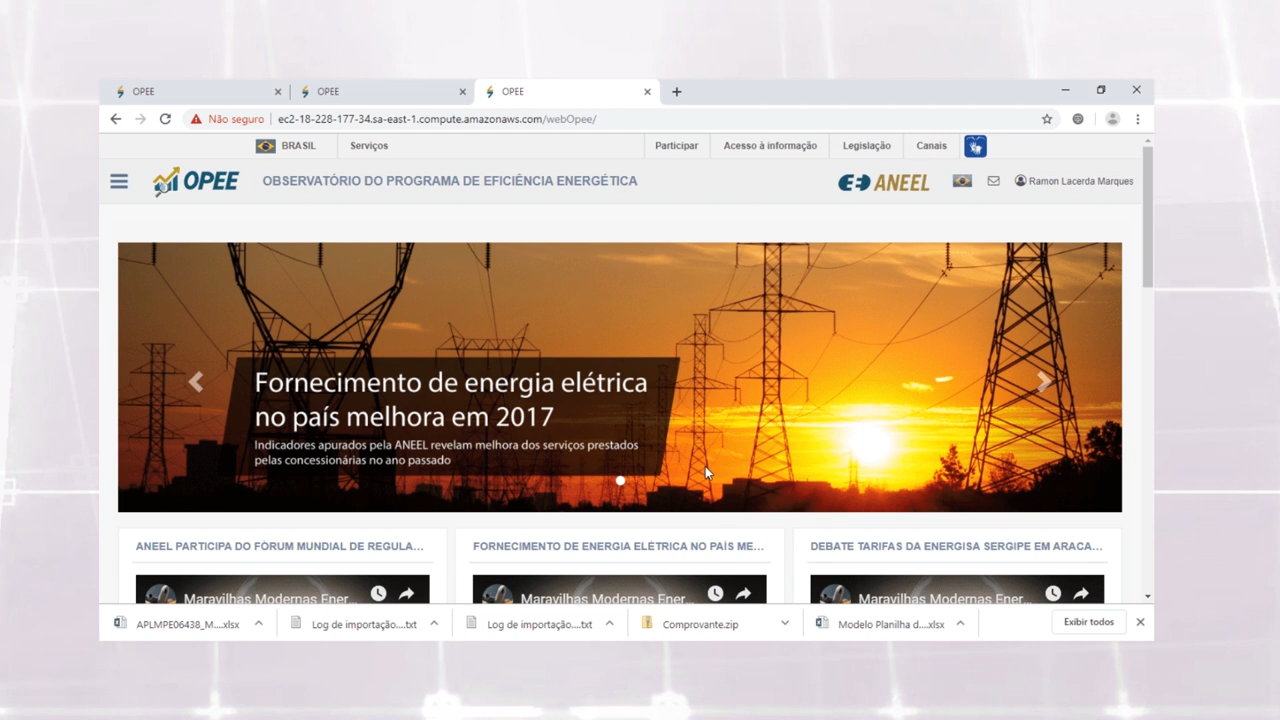 OPEE
OPEE
OPEE
Não seguro
ec2-18-228-177-34.sa-east-1.compute.amazonaws.com/webOpee/
BRASIL
Serviços
Participar
Acesso à informação
Legislação
Canais
OPEE
OBSERVATÓRIO DO PROGRAMA DE EFICIÊNCIA ENERGÉTICA
ANEEL
Ramon Lacerda Marques
Fornecimento de energia elétrica
no país melhora em 2017
Indicadores apurados pela ANEEL revelam melhora dos serviços prestados
pelas concessionárias no ano passado
ANEEL PARTICIPA DO FÓRUM MUNDIAL DE REGULA...
FORNECIMENTO DE ENERGIA ELÉTRICA NO PAÍS ME...
DEBATE TARIFAS DA ENERGISA SERGIPE EM ARACA...
Maravilhas Modernas Ener...
Maravilhas Modernas Ener...
Maravilhas Modernas Ener...
APLMPE06438_M....xlsx
Log de importação....txt
Log de importação....txt
Comprovante.zip
Modelo Planilha d....xlsx
Exibir todos